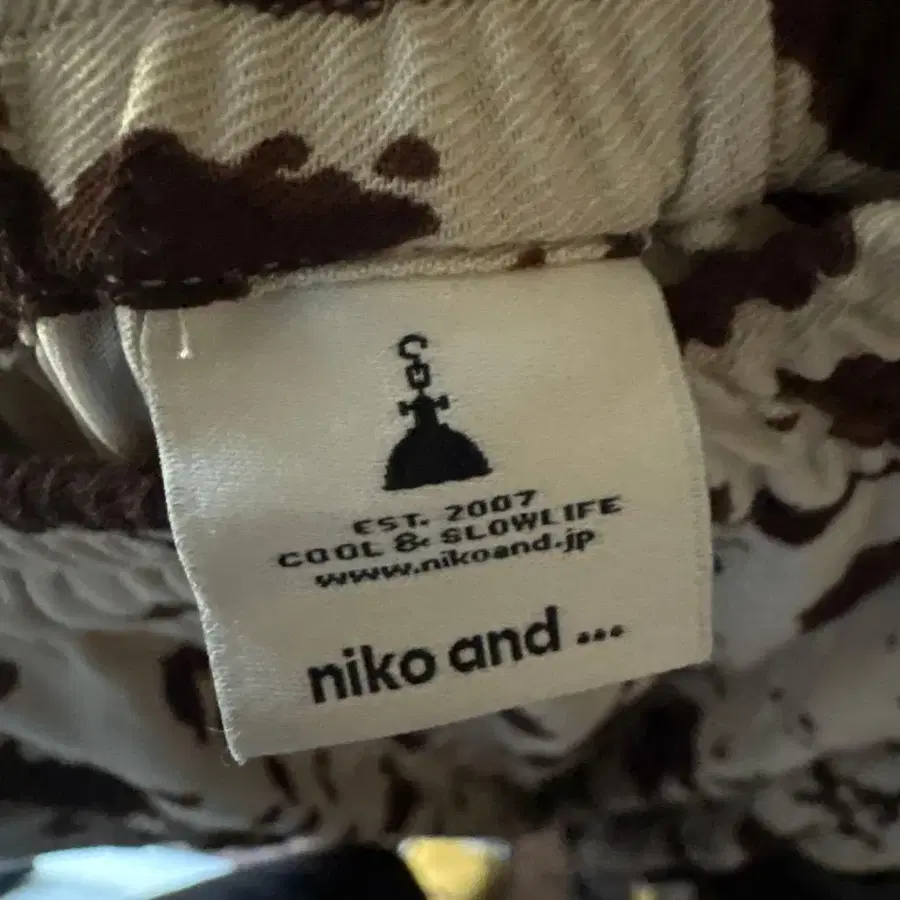 EST. 2007
COOL & SLOWLIFE
www.nikoand.jp
niko and ...